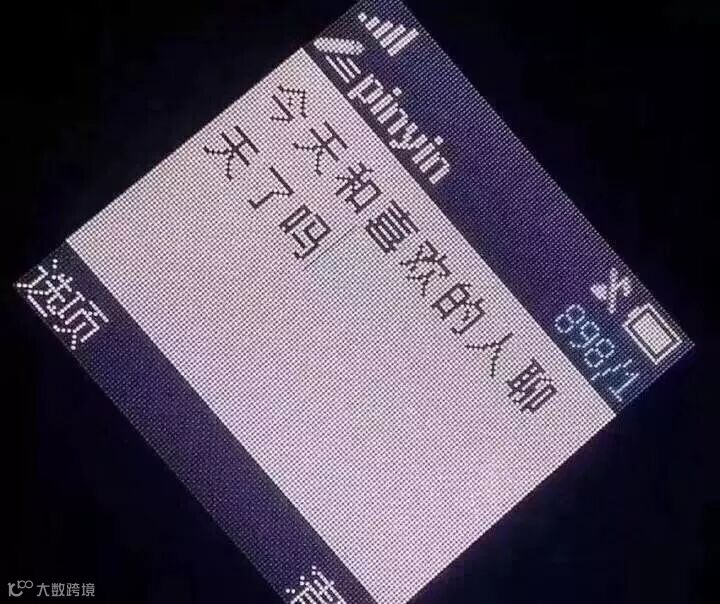 pinyin
898/1
今天和喜欢的人聊
天了吗
选项
大数跨境